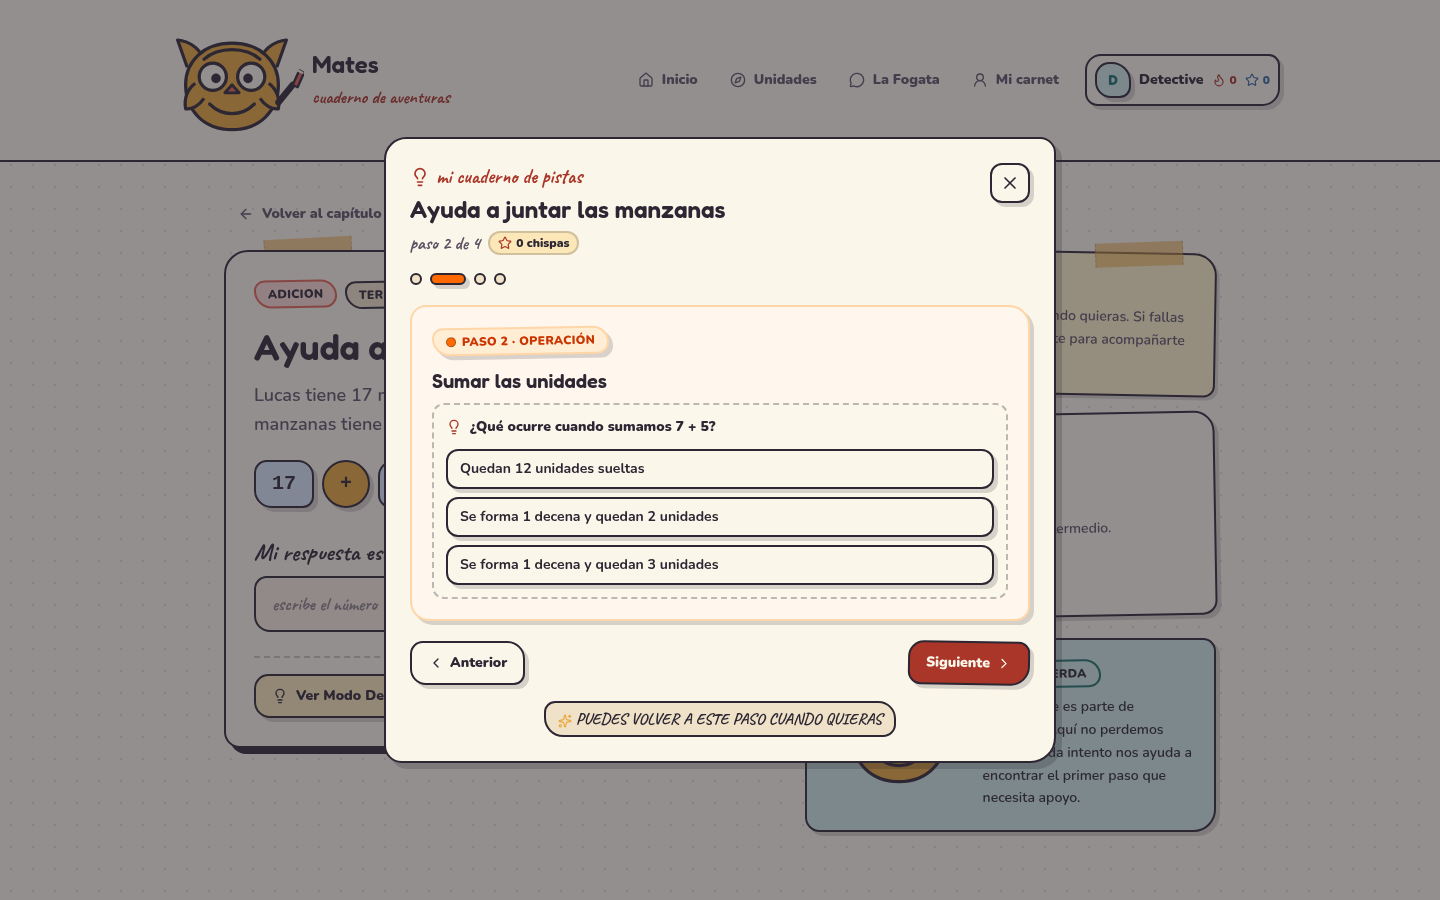 Mates
cuaderno de aventuras
Inicio
Unidades
La Fogata
Mi carnet
D
Detective
0
0
Volver al capítulo
ADICION
TER
Ayuda a
Lucas tiene 17
manzanas tiene
17
+
Mi respuesta es
escribe el número
Ver Modo De
mi cuaderno de pistas
Ayuda a juntar las manzanas
paso 2 de 4
0 chispas
PASO 2 · OPERACIÓN
Sumar las unidades
¿Qué ocurre cuando sumamos 7 + 5?
Quedan 12 unidades sueltas
Se forma 1 decena y quedan 2 unidades
Se forma 1 decena y quedan 3 unidades
Anterior
Siguiente
PUEDES VOLVER A ESTE PASO CUANDO QUIERAS
ndo quieras. Si fallas
te para acompañarte
ermedio.
ERDA
e es parte de
quí no perdemos
da intento nos ayuda a
encontrar el primer paso que
necesita apoyo.